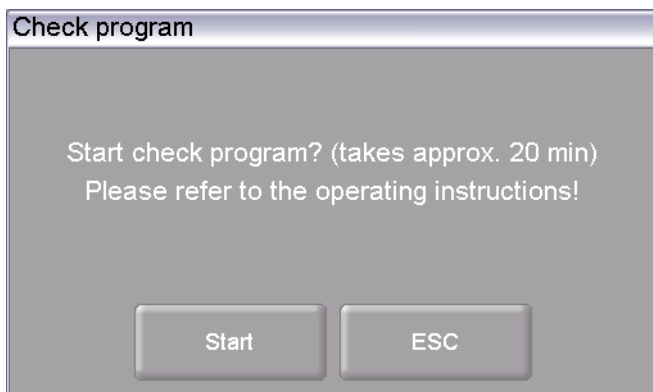 Check program
Start check program? (takes approx. 20 min)
Please refer to the operating instructions!
Start ESC